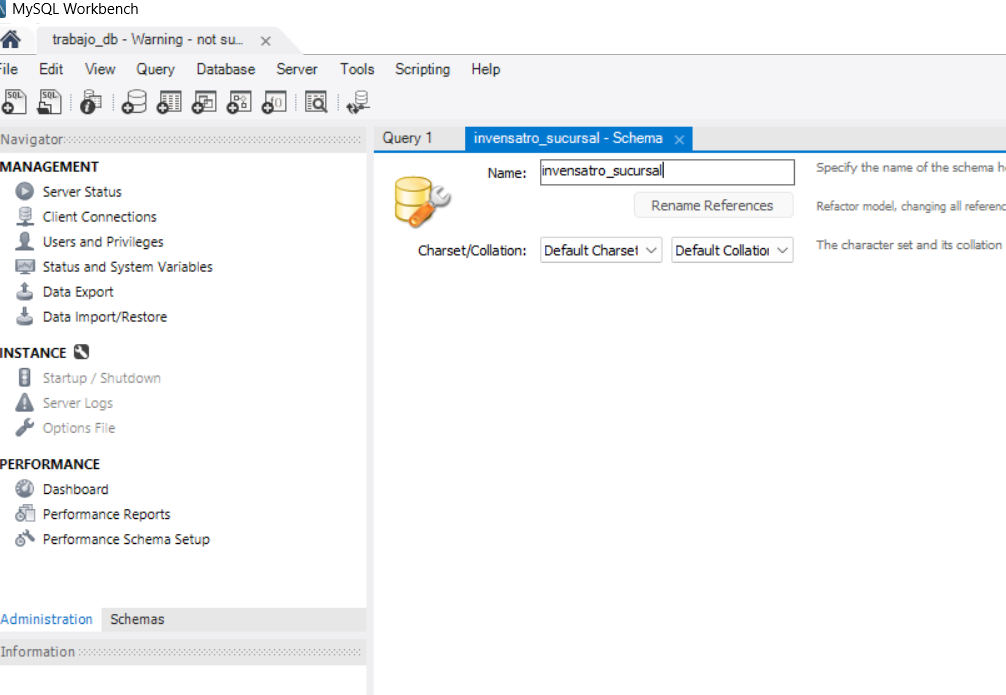 MySQL Workbench
trabajo_db - Warning - not su...
File Edit View Query Database Server Tools Scripting Help
Navigator
Query 1 invensatro_sucursal - Schema
MANAGEMENT
Server Status
Client Connections
Users and Privileges
Status and System Variables
Data Export
Data Import/Restore
INSTANCE
Startup / Shutdown
Server Logs
Options File
PERFORMANCE
Dashboard
Performance Reports
Performance Schema Setup
Administration Schemas
Information
Name: invensatro_sucursal
Specify the name of the schema
Rename References
Refactor model, changing all
Charset/Collation: Default Charset Default Collation
The character set and its collation